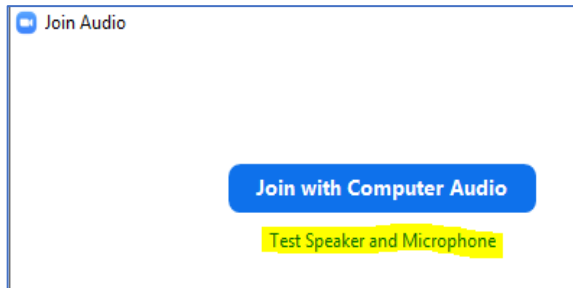 Join Audio
Join with Computer Audio
Test Speaker and Microphone